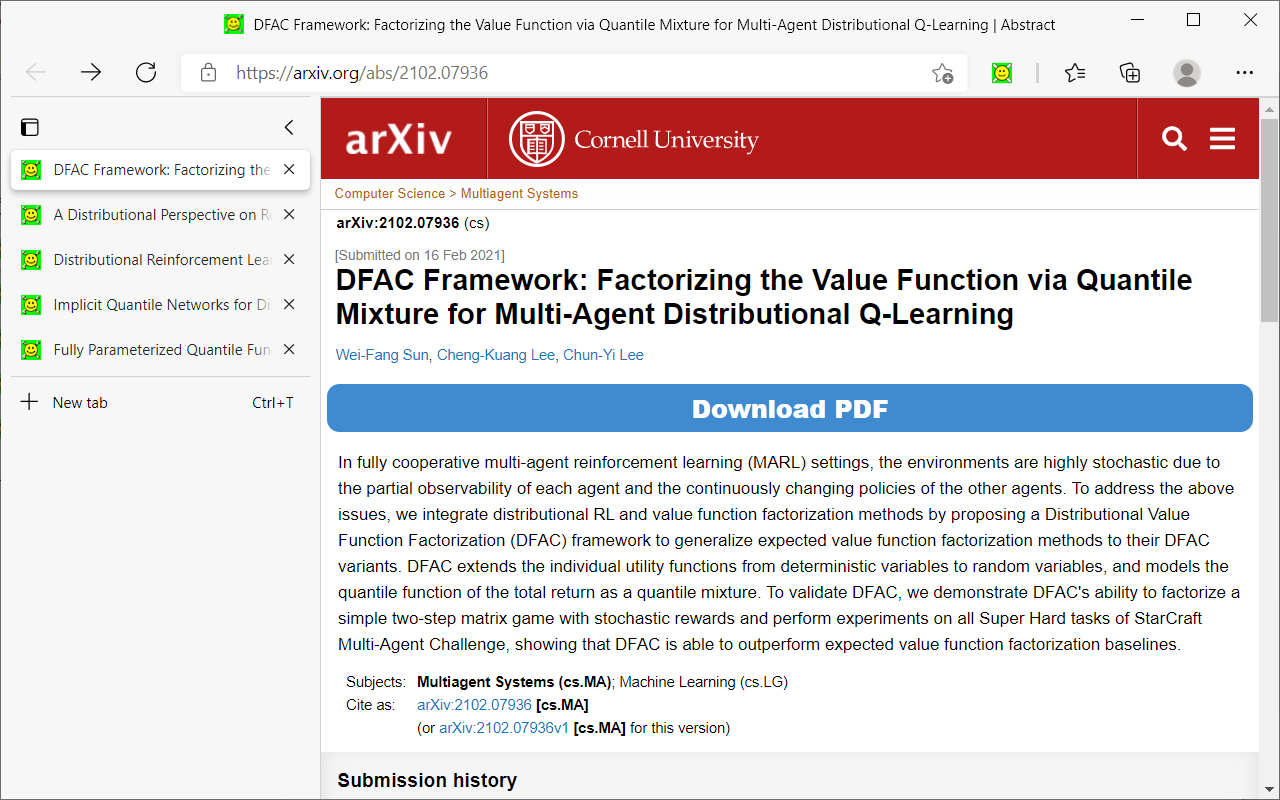 DFAC Framework: Factorizing the Value Function via Quantile Mixture for Multi-Agent Distributional Q-Learning | Abstract
https://arxiv.org/abs/2102.07936
DFAC Framework: Factorizing the
A Distributional Perspective on Re
Distributional Reinforcement Lear
Implicit Quantile Networks for Dis
Fully Parameterized Quantile Fun
New tab Ctrl+T
arXiv Cornell University
Computer Science > Multiagent Systems
arXiv:2102.07936 (cs)
[Submitted on 16 Feb 2021]
DFAC Framework: Factorizing the Value Function via Quantile
Mixture for Multi-Agent Distributional Q-Learning
Wei-Fang Sun, Cheng-Kuang Lee, Chun-Yi Lee
Download PDF
In fully cooperative multi-agent reinforcement learning (MARL) settings, the environments are highly stochastic due to
the partial observability of each agent and the continuously changing policies of the other agents. To address the above
issues, we integrate distributional RL and value function factorization methods by proposing a Distributional Value
Function Factorization (DFAC) framework to generalize expected value function factorization methods to their DFAC
variants. DFAC extends the individual utility functions from deterministic variables to random variables, and models the
quantile function of the total return as a quantile mixture. To validate DFAC, we demonstrate DFAC's ability to factorize a
simple two-step matrix game with stochastic rewards and perform experiments on all Super Hard tasks of StarCraft
Multi-Agent Challenge, showing that DFAC is able to outperform expected value function factorization baselines.
Subjects: Multiagent Systems (cs.MA); Machine Learning (cs.LG)
Cite as: arXiv:2102.07936 [cs.MA]
(or arXiv:2102.07936v1 [cs.MA] for this version)
Submission history